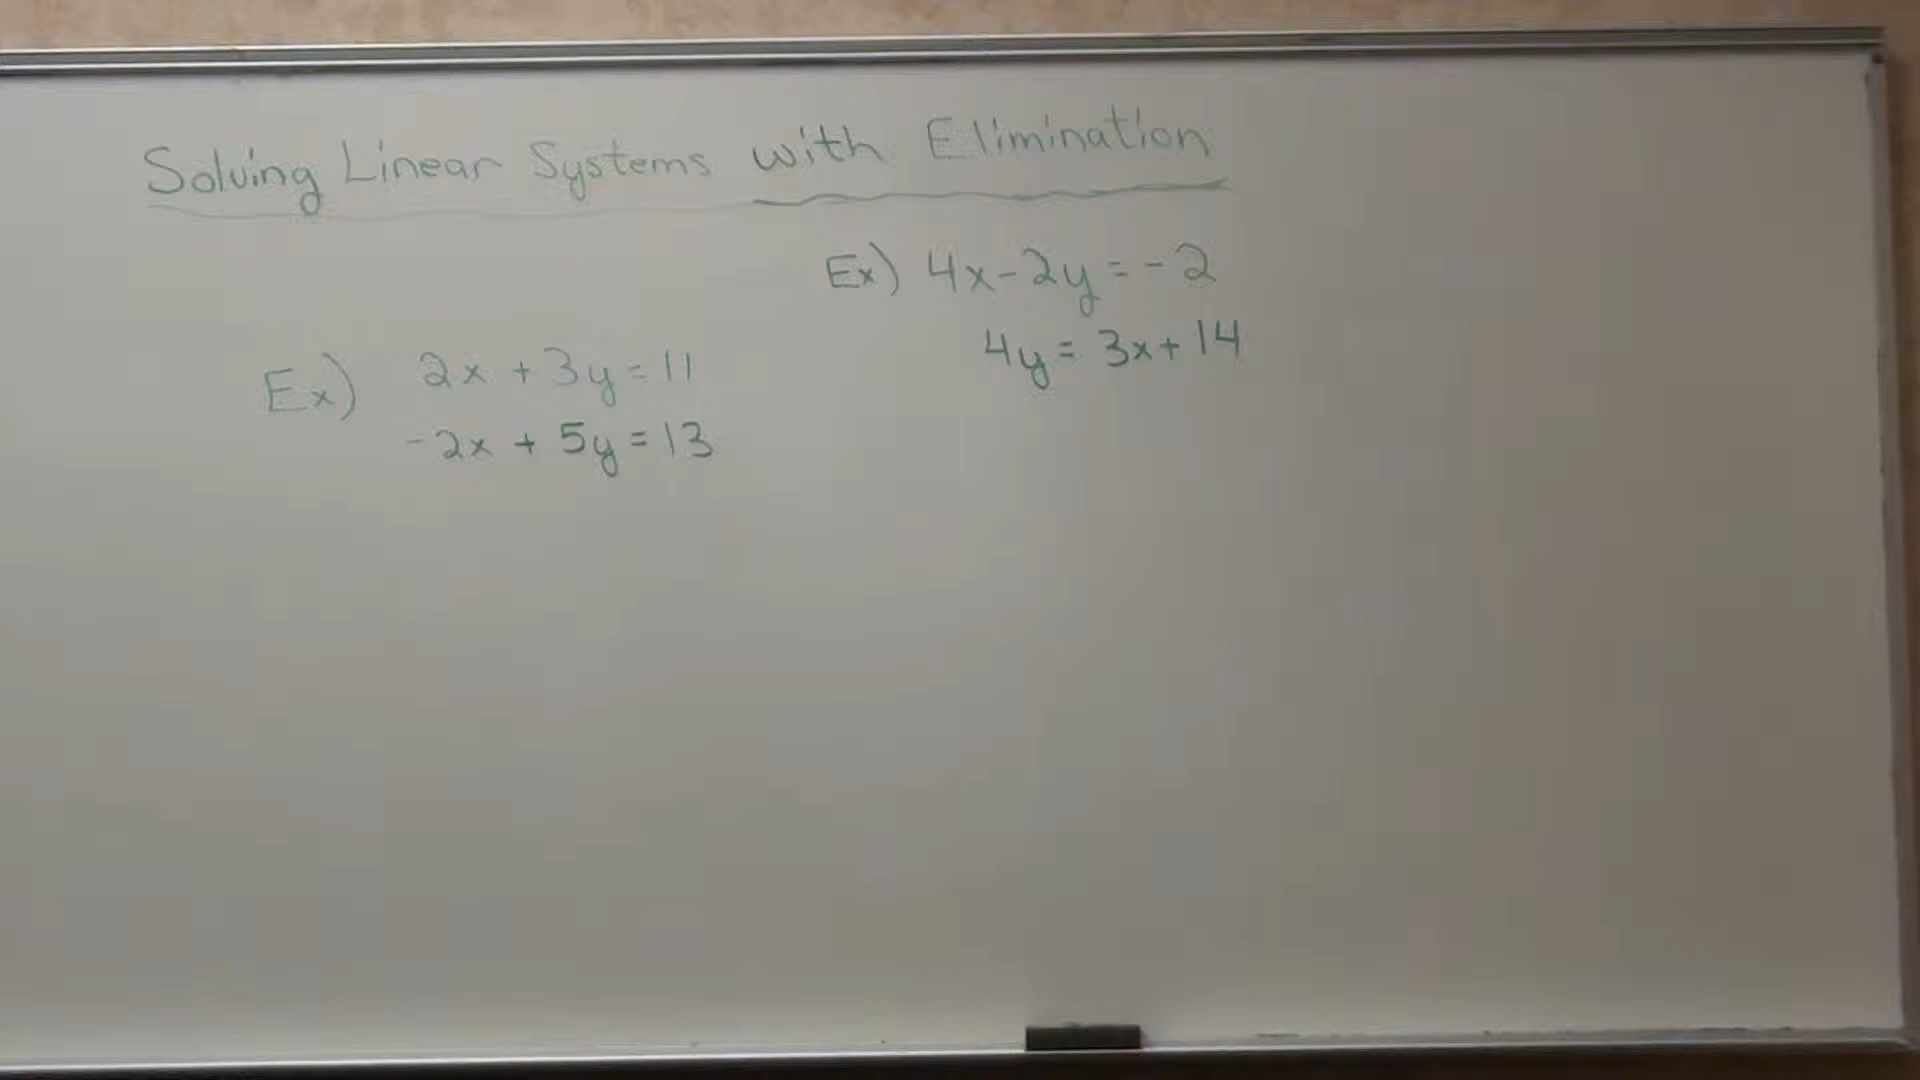 Solving Linear Systems with Elimination
Ex) 2x + 3y = 11
-2x + 5y = 13
Ex) 4x - 2y = -2
4y = 3x + 14